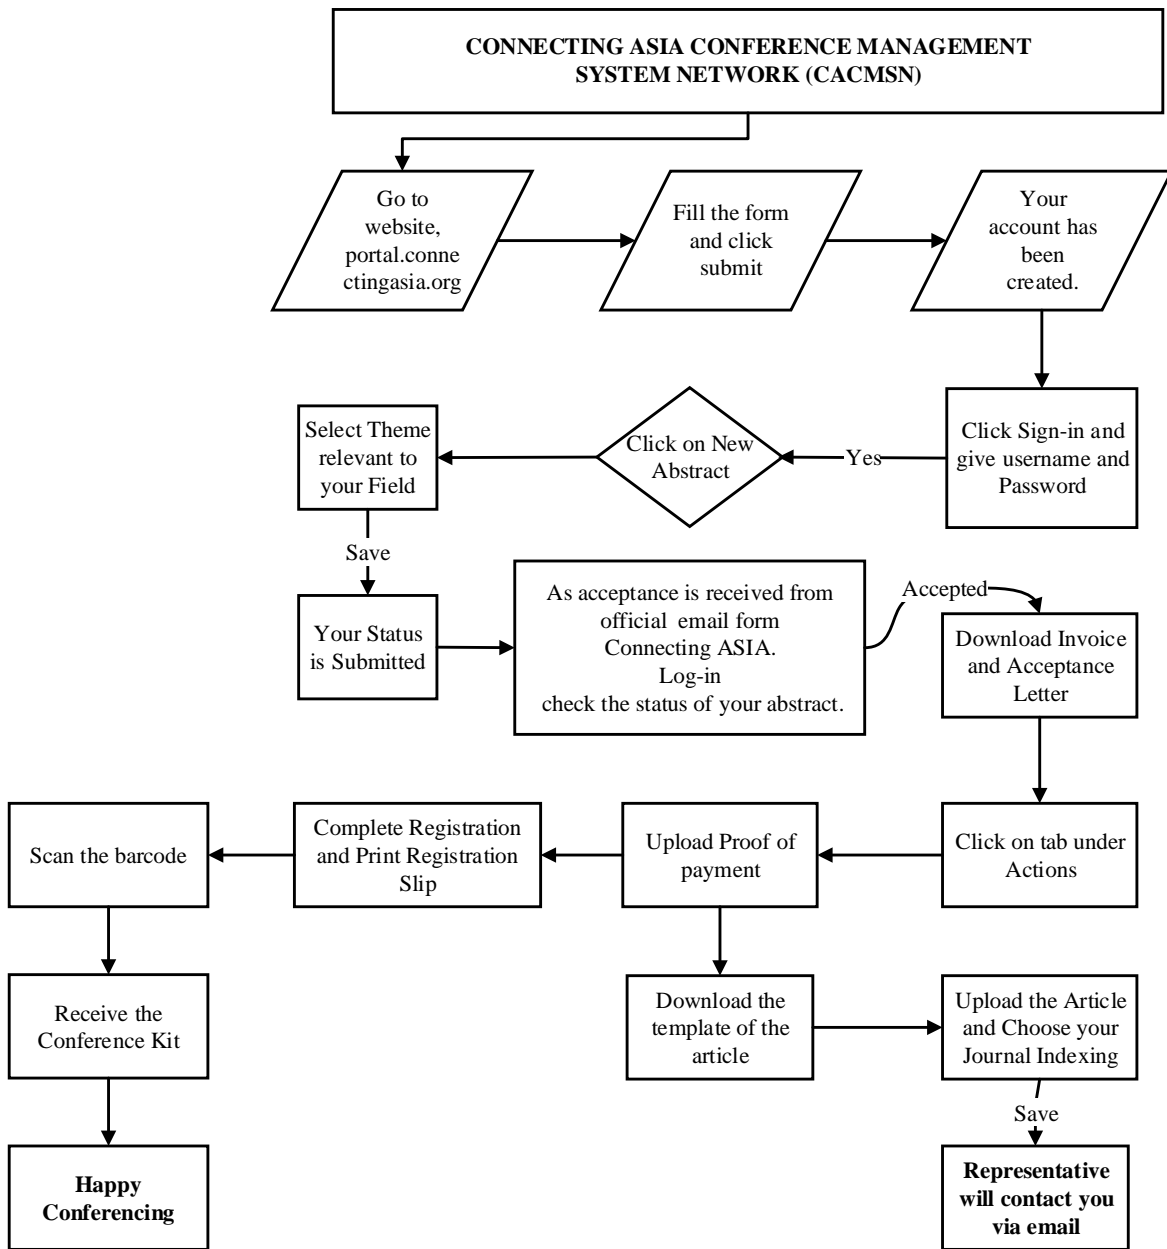 CONNECTING ASIA CONFERENCE MANAGEMENT
SYSTEM NETWORK (CACMSN)
Go to
website,
portal.conne
ctingasia.org
Fill the form
and click
submit
Your
account has
been
created.
Click Sign-in and
give username and
Password
Yes
Click on New
Abstract
Select Theme
relevant to
your Field
Save
Your Status
is Submitted
As acceptance is received from
official email form
Connecting ASIA.
Log-in
check the status of your abstract.
Accepted
Download Invoice
and Acceptance
Letter
Click on tab under
Actions
Upload Proof of
payment
Complete Registration
and Print Registration
Slip
Scan the barcode
Receive the
Conference Kit
Happy
Conferencing
Download the
template of the
article
Upload the Article
and Choose your
Journal Indexing
Save
Representative
will contact you
via email